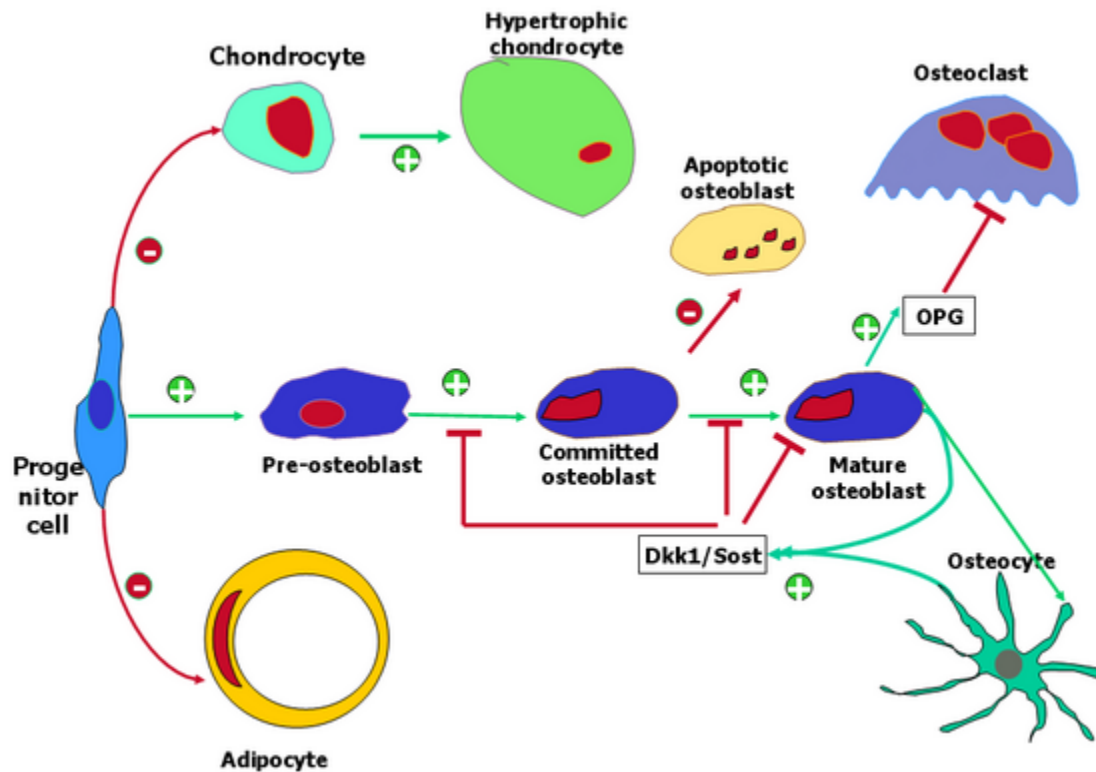 Hypertrophic
chondrocyte
Chondrocyte
Osteoclast
+
Apoptotic
osteoblast
-
-
+
OPG
+
+
+
Proge
nitor
cell
Pre-osteoblast
Committed
osteoblast
Mature
osteoblast
Dkk1/Sost
Osteocyte
-
+
Adipocyte